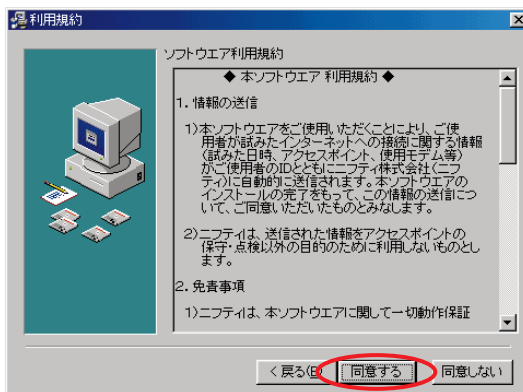 利用規約
ソフトウエア利用規約
◆ 本ソフトウエア 利用規約 ◆
1. 情報の送信
1)本ソフトウエアをご使用いただくことにより、ご使
用者が試みたインターネットへの接続に関する情報
(試みた日時、アクセスポイント、使用モデム等)
がご使用者のIDとともにニフティ株式会社(ニフ
ティ)に自動的に送信されます。本ソフトウエアの
インストールの完了をもって、この情報の送信につ
いて、ご同意いただいたものとみなします。
2)ニフティは、送信された情報をアクセスポイントの
保守・点検以外の目的のために利用しないものとし
ます。
2. 免責事項
1)ニフティは、本ソフトウエアに関して一切動作保証
< 戻る(B) 同意する 同意しない